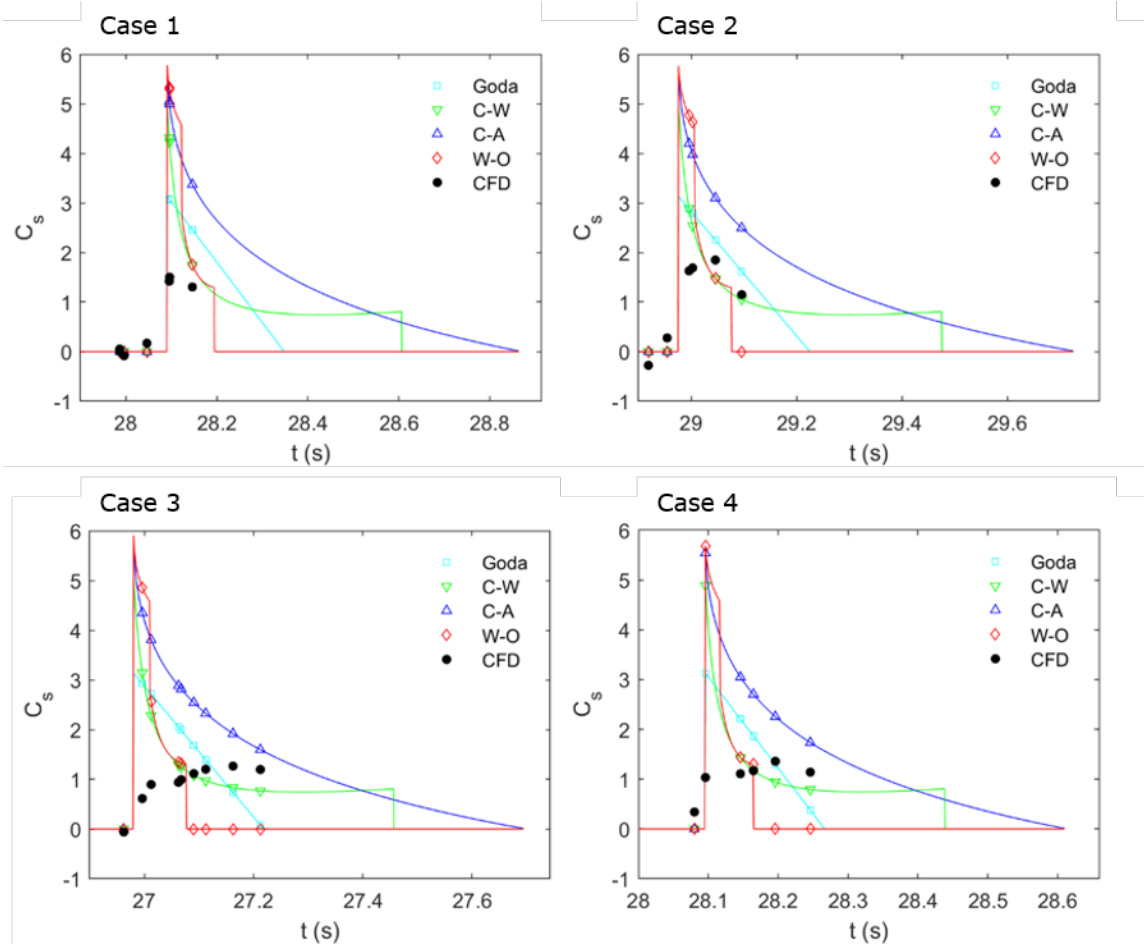 Case 1
6
5
4
3
2
1
0
-1
C_s
Goda
C-W
C-A
W-O
CFD
28 28.2 28.4 28.6 28.8
t (s)
Case 2
6
5
4
3
2
1
0
-1
C_s
Goda
C-W
C-A
W-O
CFD
29 29.2 29.4 29.6
t (s)
Case 3
6
5
4
3
2
1
0
-1
C_s
Goda
C-W
C-A
W-O
CFD
27 27.2 27.4 27.6
t (s)
Case 4
6
5
4
3
2
1
0
-1
C_s
Goda
C-W
C-A
W-O
CFD
28 28.1 28.2 28.3 28.4 28.5 28.6
t (s)